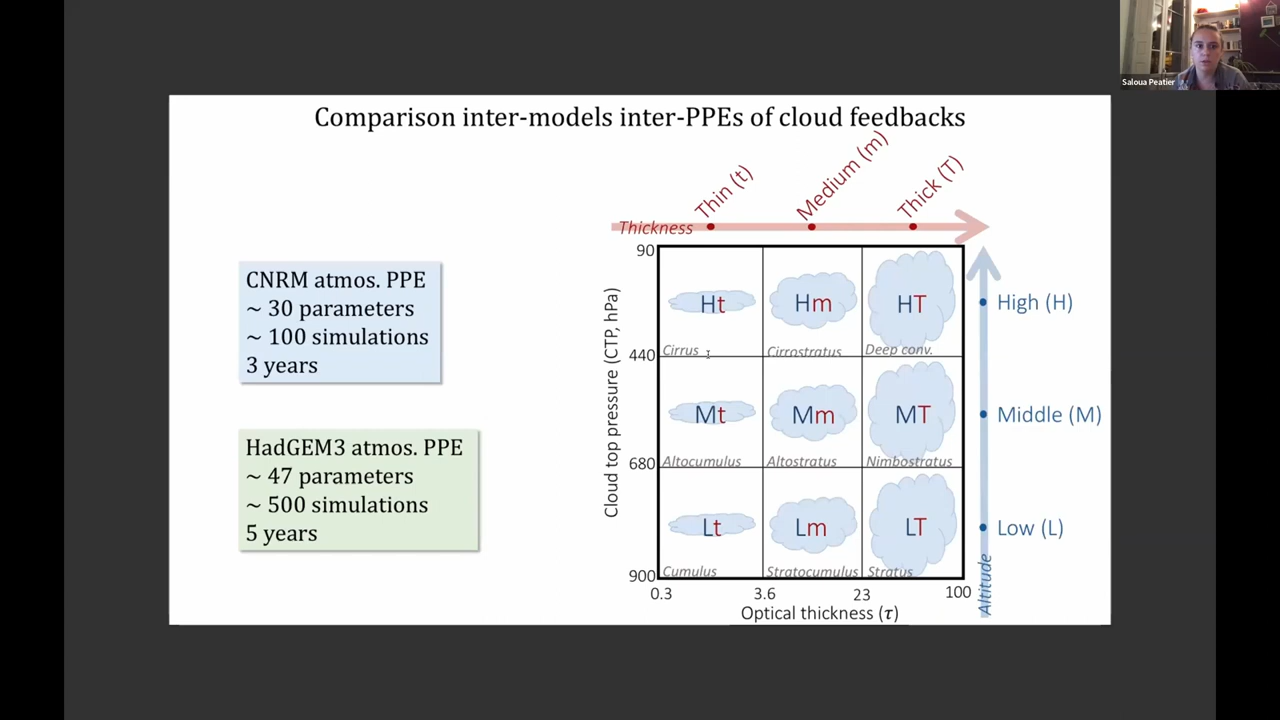 Saloua Peatier
Comparison inter-models inter-PPEs of cloud feedbacks
CNRM atmos. PPE
~ 30 parameters
~ 100 simulations
3 years
HadGEM3 atmos. PPE
~ 47 parameters
~ 500 simulations
5 years
Thin (t)
Medium (m)
Thick (T)
Thickness
90
440
680
900
Cloud top pressure (CTP, hPa)
Ht
Hm
HT
Cirrus
Cirrostratus
Deep conv.
Mt
Mm
MT
Altocumulus
Altostratus
Nimbostratus
Lt
Lm
LT
Cumulus
Stratocumulus
Stratus
High (H)
Middle (M)
Low (L)
Altitude
0.3
3.6
23
100
Optical thickness (τ)